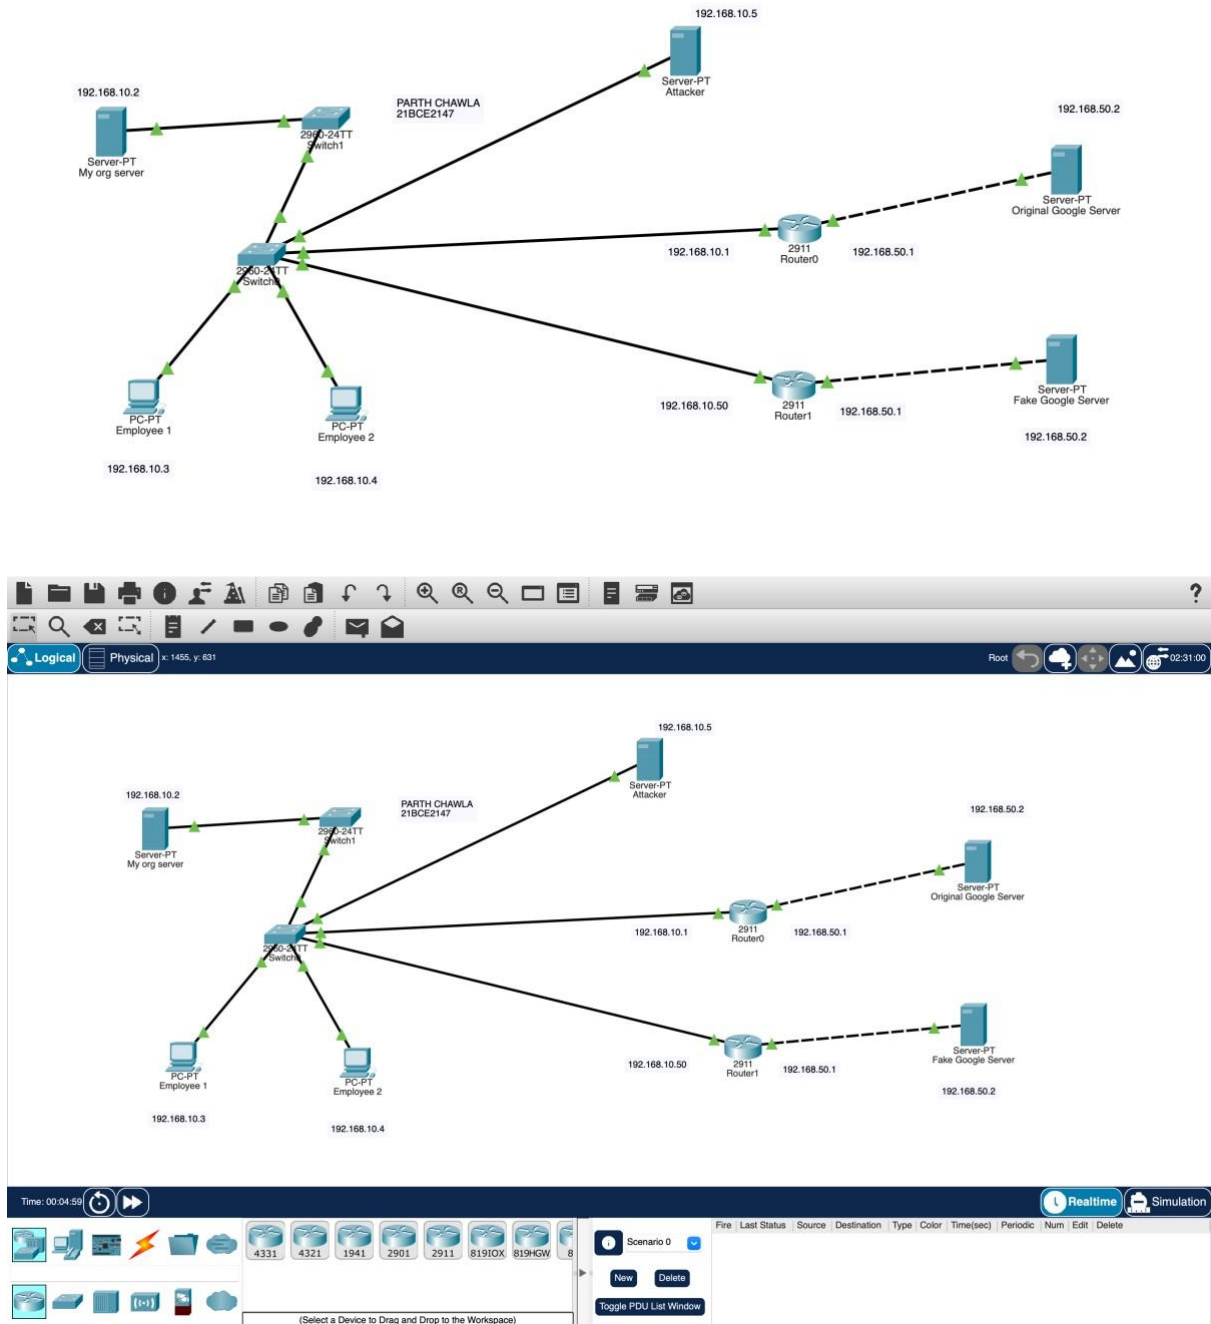 192.168.10.5
Server-PT
Attacker
192.168.10.2
PARTH CHAWLA
21BCE2147
2960-24TT
Switch1
Server-PT
My org server
192.168.50.2
Server-PT
Original Google Server
192.168.10.1
2911
Router0
192.168.50.1
2960-24TT
Switch0
192.168.10.50
2911
Router1
192.168.50.1
Server-PT
Fake Google Server
192.168.50.2
PC-PT
Employee 1
PC-PT
Employee 2
192.168.10.3
192.168.10.4
?
Logical
Physical
x: 1455, y: 631
Root
02:31:00
192.168.10.5
Server-PT
Attacker
192.168.10.2
PARTH CHAWLA
21BCE2147
2960-24TT
Switch1
Server-PT
My org server
192.168.50.2
Server-PT
Original Google Server
192.168.10.1
2911
Router0
192.168.50.1
2960-24TT
Switch0
192.168.10.50
2911
Router1
192.168.50.1
Server-PT
Fake Google Server
192.168.50.2
PC-PT
Employee 1
PC-PT
Employee 2
192.168.10.3
192.168.10.4
Time: 00:04:59
Realtime
Simulation
4331 4321 1941 2901 2911 819IOX 819HGW 8
Scenario 0
New
Delete
Toggle PDU List Window
Fire Last Status Source Destination Type Color Time(sec) Periodic Num Edit Delete
(Select a Device to Drag and Drop to the Workspace)